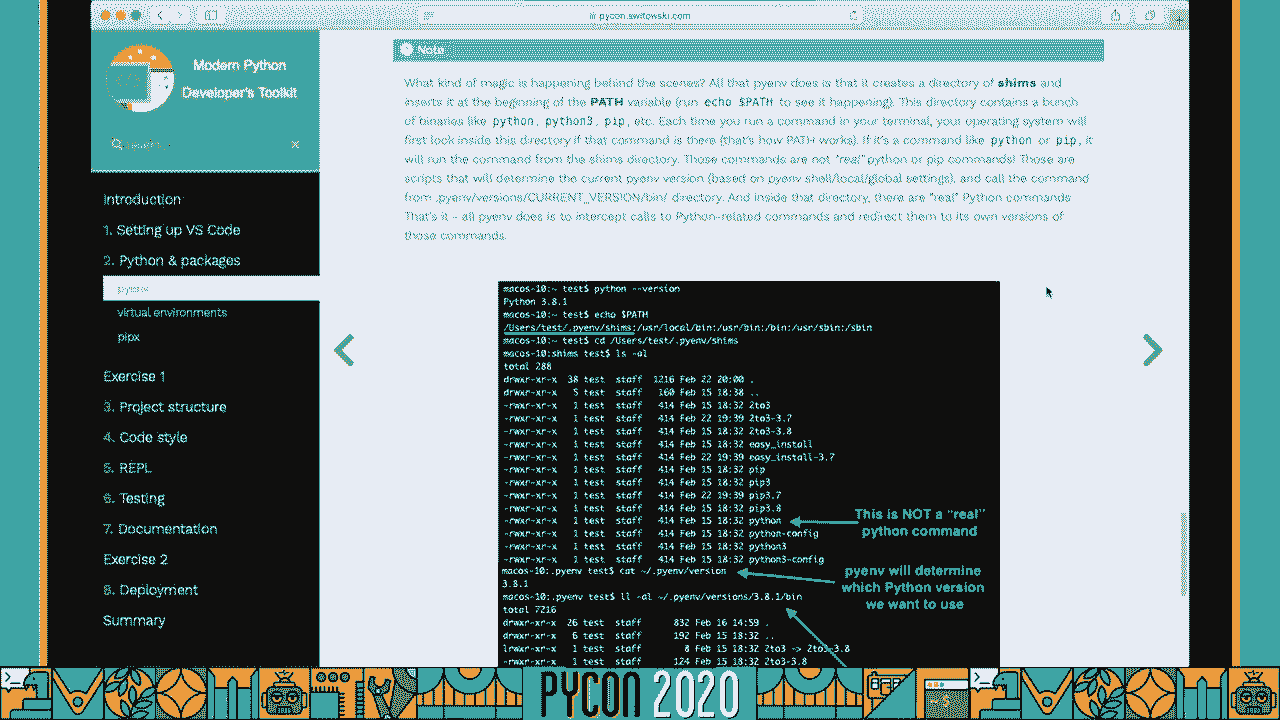 pycon.switowski.com
Modern Python
Developer's Toolkit
Introduction
1. Setting up VS Code
2. Python & packages
pyenv
virtual environments
pipx
Exercise 1
3. Project structure
4. Code style
5. REPL
6. Testing
7. Documentation
Exercise 2
8. Deployment
Summary
Note
What kind of magic is happening behind the scenes? All that pyenv does is that it creates a directory of shims and
inserts it at the beginning of your PATH variable (run echo $PATH to see it happening). This directory contains a bunch
of binaries like python, python3, pip, etc. Each time you run a command in your terminal, your operating system will
first look inside this directory if that command is there (that's how PATH works). If it's a command like python or pip, it
will run that command from the shims directory. Those commands are not "real" python or pip commands. Those are
scripts that will determine the current pyenv version (based on pyenv shell/local/global settings), and call the command
from .pyenv/versions/CURRENT_VERSION/bin/ directory. And inside that directory, there are "real" Python commands.
That's it - all pyenv does is to intercept calls to Python-related commands and redirect them to its own versions of
those commands.
macos-10:~ test$ python --version
Python 3.8.1
macos-10:~ test$ echo $PATH
/Users/test/.pyenv/shims:/usr/local/bin:/usr/bin:/bin:/usr/sbin:/sbin
macos-10:~ test$ cd /Users/test/.pyenv/shims
macos-10:shims test$ ls -al
total 288
drwxr-xr-x 38 test staff 1216 Feb 22 20:00 .
drwxr-xr-x 5 test staff 160 Feb 15 18:38 ..
-rwxr-xr-x 1 test staff 414 Feb 15 18:32 2to3
-rwxr-xr-x 1 test staff 414 Feb 22 19:39 2to3-3.7
-rwxr-xr-x 1 test staff 414 Feb 15 18:32 2to3-3.8
-rwxr-xr-x 1 test staff 414 Feb 15 18:32 easy_install
-rwxr-xr-x 1 test staff 414 Feb 22 19:39 easy_install-3.7
-rwxr-xr-x 1 test staff 414 Feb 15 18:32 pip
-rwxr-xr-x 1 test staff 414 Feb 15 18:32 pip3
-rwxr-xr-x 1 test staff 414 Feb 22 19:39 pip3.7
-rwxr-xr-x 1 test staff 414 Feb 15 18:32 pip3.8
-rwxr-xr-x 1 test staff 414 Feb 15 18:32 python
-rwxr-xr-x 1 test staff 414 Feb 15 18:32 python-config
-rwxr-xr-x 1 test staff 414 Feb 15 18:32 python3
-rwxr-xr-x 1 test staff 414 Feb 15 18:32 python3-config
This is NOT a "real"
python command
macos-10:.pyenv test$ cat ~/.pyenv/version
3.8.1
pyenv will determine
which Python version
we want to use
macos-10:.pyenv test$ ll -al ~/.pyenv/versions/3.8.1/bin
total 7216
drwxr-xr-x 26 test staff 832 Feb 16 14:59 .
drwxr-xr-x 6 test staff 192 Feb 15 18:32 ..
lrwxr-xr-x 1 test staff 8 Feb 15 18:32 2to3 -> 2to3-3.8
-rwxr-xr-x 1 test staff 124 Feb 15 18:32 2to3-3.8
PYCON 2020